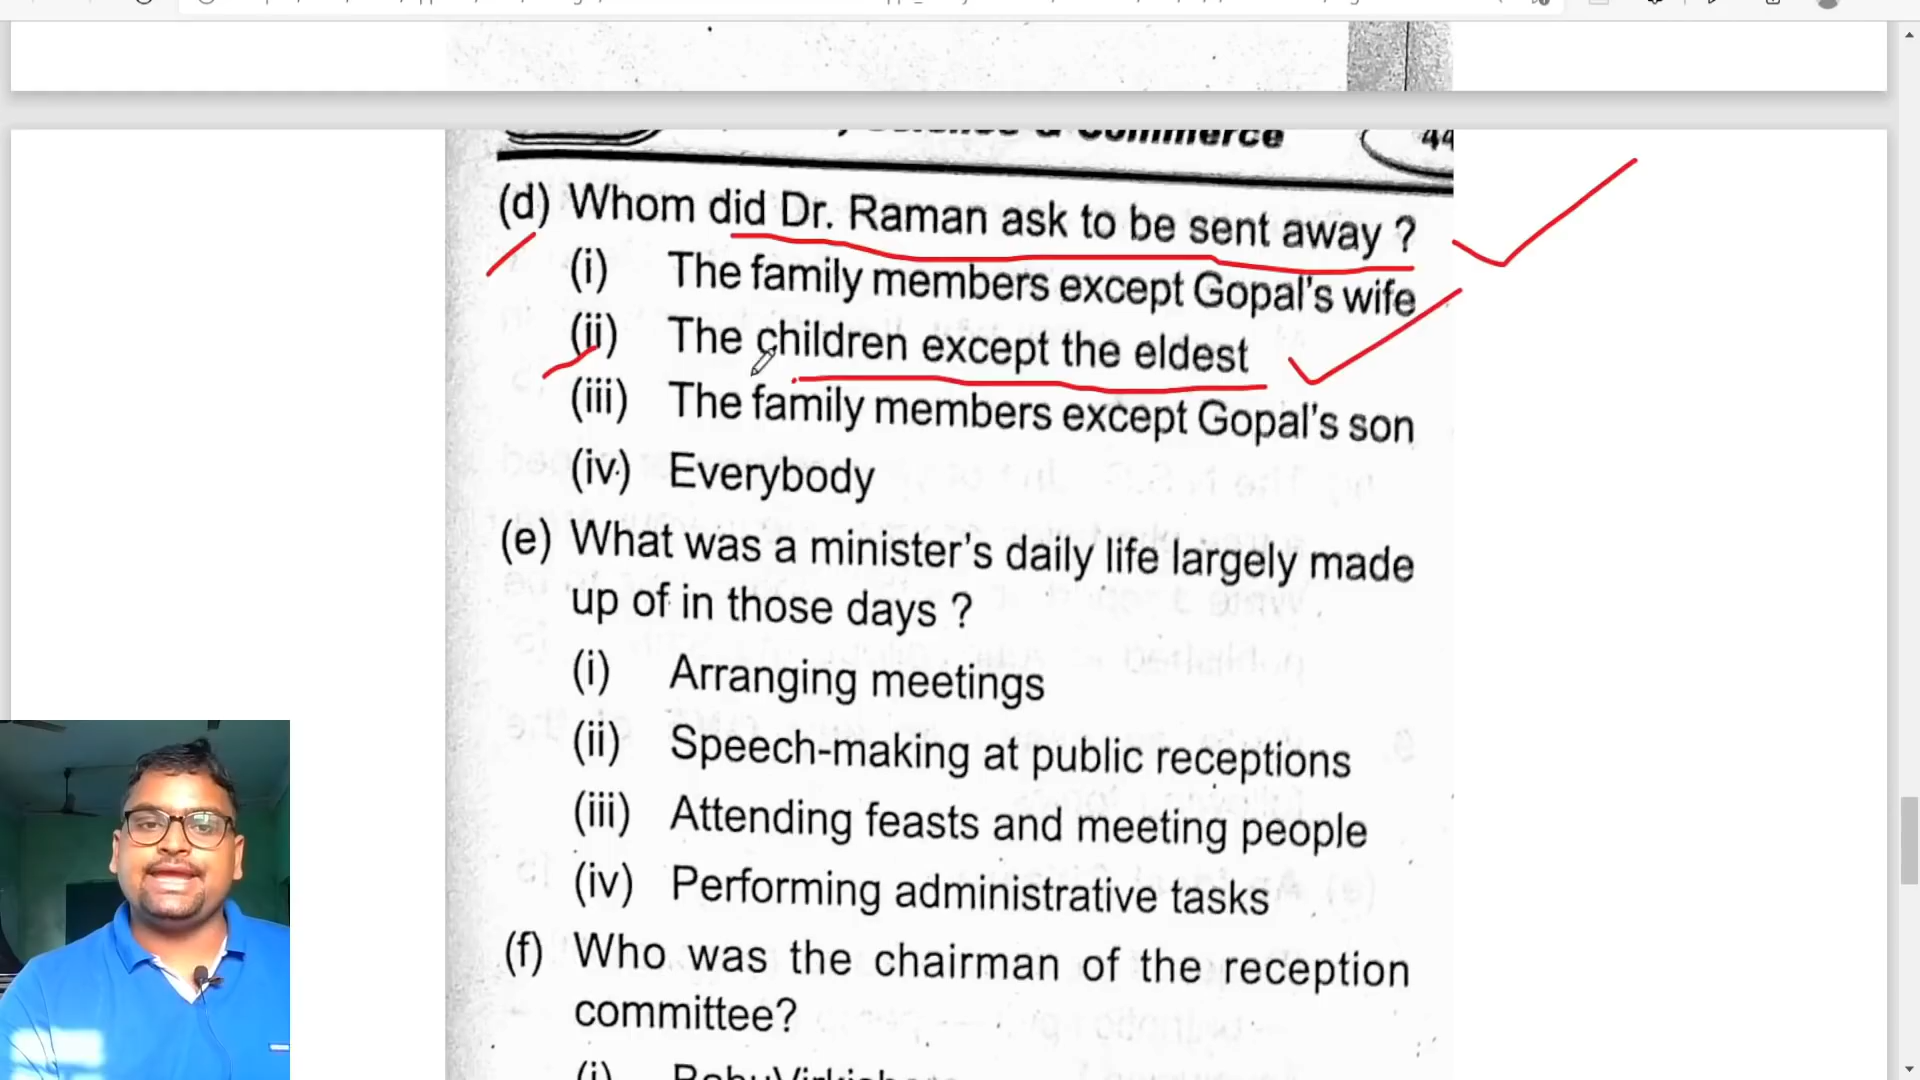 & Commerce
44
(d) Whom did Dr. Raman ask to be sent away ?
(i) The family members except Gopal's wife
(ii) The children except the eldest
(iii) The family members except Gopal's son
(iv) Everybody
(e) What was a minister's daily life largely made
up of in those days ?
(i) Arranging meetings
(ii) Speech-making at public receptions
(iii) Attending feasts and meeting people
(iv) Performing administrative tasks
(f) Who was the chairman of the reception
committee?
(i)